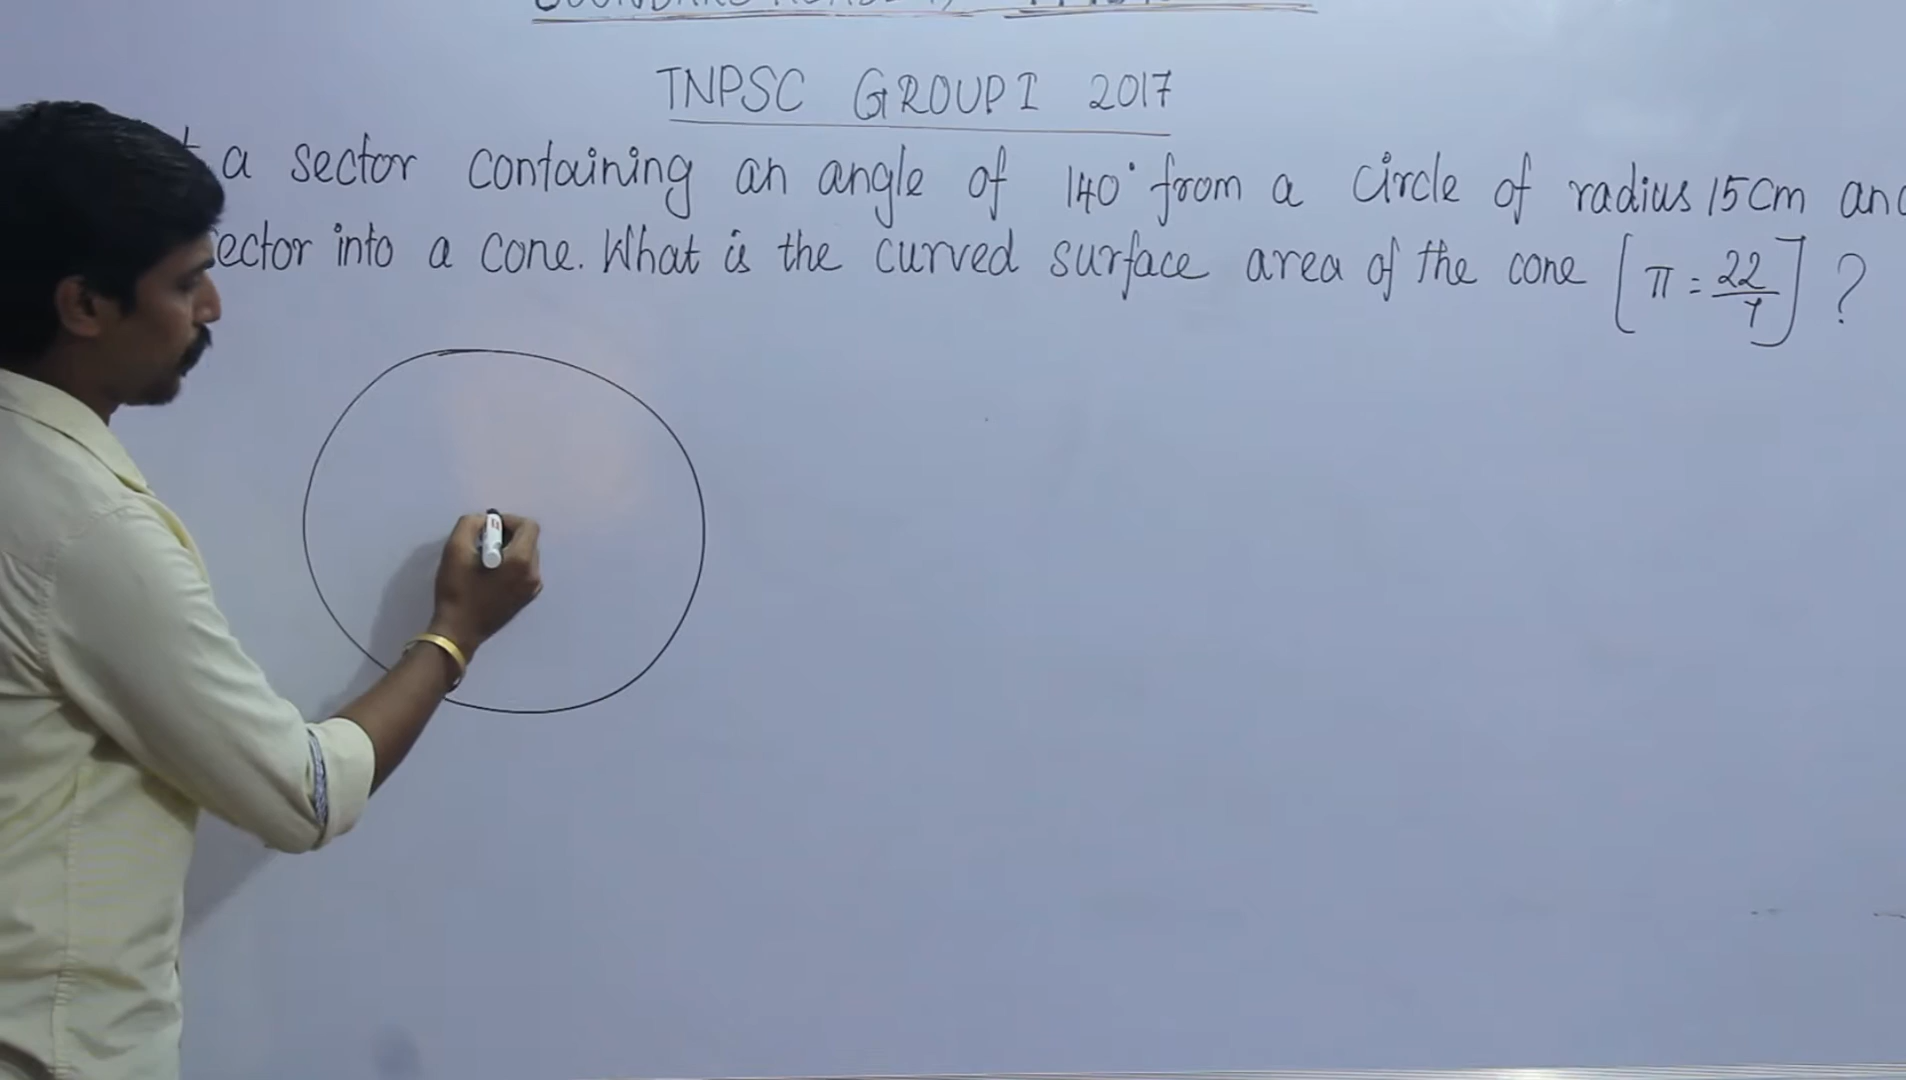 TNPSC GROUP I 2017
a sector containing an angle of 140° from a circle of radius 15cm and
ector into a cone. What is the curved surface area of the cone [π = 22/7] ?